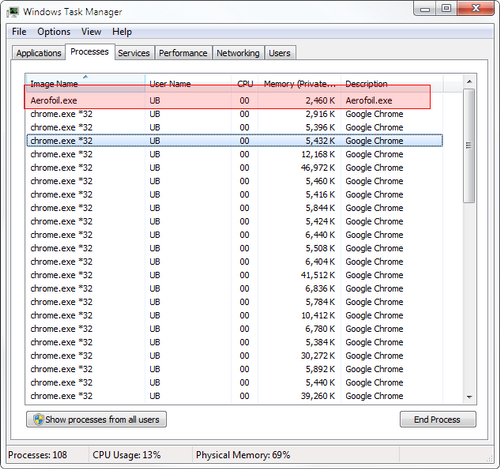 Windows Task Manager
File Options View Help
Applications Processes Services Performance Networking Users
Image Name User Name CPU Memory (Private... Description
Aerofoil.exe UB 00 2,460 K Aerofoil.exe
chrome.exe *32 UB 00 2,916 K Google Chrome
chrome.exe *32 UB 00 5,396 K Google Chrome
chrome.exe *32 UB 00 5,432 K Google Chrome
chrome.exe *32 UB 00 12,168 K Google Chrome
chrome.exe *32 UB 00 46,972 K Google Chrome
chrome.exe *32 UB 00 5,460 K Google Chrome
chrome.exe *32 UB 00 5,416 K Google Chrome
chrome.exe *32 UB 00 5,844 K Google Chrome
chrome.exe *32 UB 00 5,424 K Google Chrome
chrome.exe *32 UB 00 6,440 K Google Chrome
chrome.exe *32 UB 00 5,508 K Google Chrome
chrome.exe *32 UB 00 6,404 K Google Chrome
chrome.exe *32 UB 00 41,512 K Google Chrome
chrome.exe *32 UB 00 6,836 K Google Chrome
chrome.exe *32 UB 00 5,784 K Google Chrome
chrome.exe *32 UB 00 10,412 K Google Chrome
chrome.exe *32 UB 00 6,780 K Google Chrome
chrome.exe *32 UB 00 5,384 K Google Chrome
chrome.exe *32 UB 00 30,272 K Google Chrome
chrome.exe *32 UB 00 5,892 K Google Chrome
chrome.exe *32 UB 00 5,440 K Google Chrome
chrome.exe *32 UB 00 39,260 K Google Chrome
Show processes from all users End Process
Processes: 108 CPU Usage: 13% Physical Memory: 69%